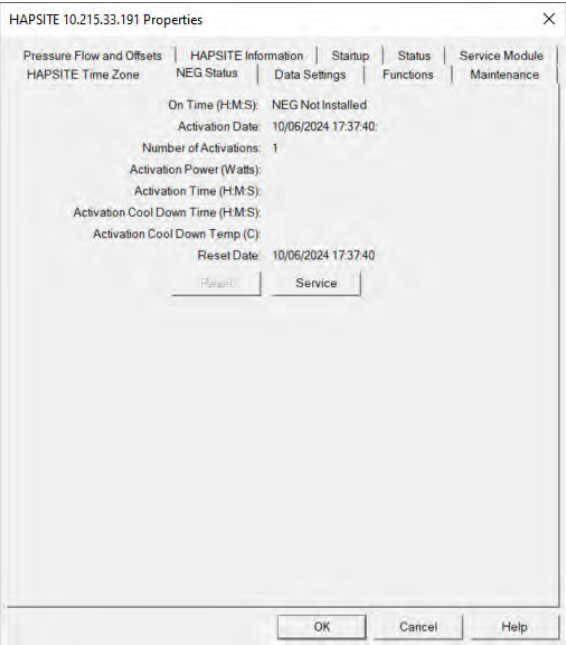 HAPSITE 10.215.33.191 Properties
Pressure Flow and Offsets HAPSITE Information Startup Status Service Module
HAPSITE Time Zone NEG Status Data Settings Functions Maintenance
On Time (H:M:S): NEG Not Installed
Activation Date: 10/06/2024 17:37:40:
Number of Activations: 1
Activation Power (Watts):
Activation Time (H:M:S):
Activation Cool Down Time (H:M:S):
Activation Cool Down Temp (C):
Reset Date: 10/06/2024 17:37:40
Reset Service
OK Cancel Help